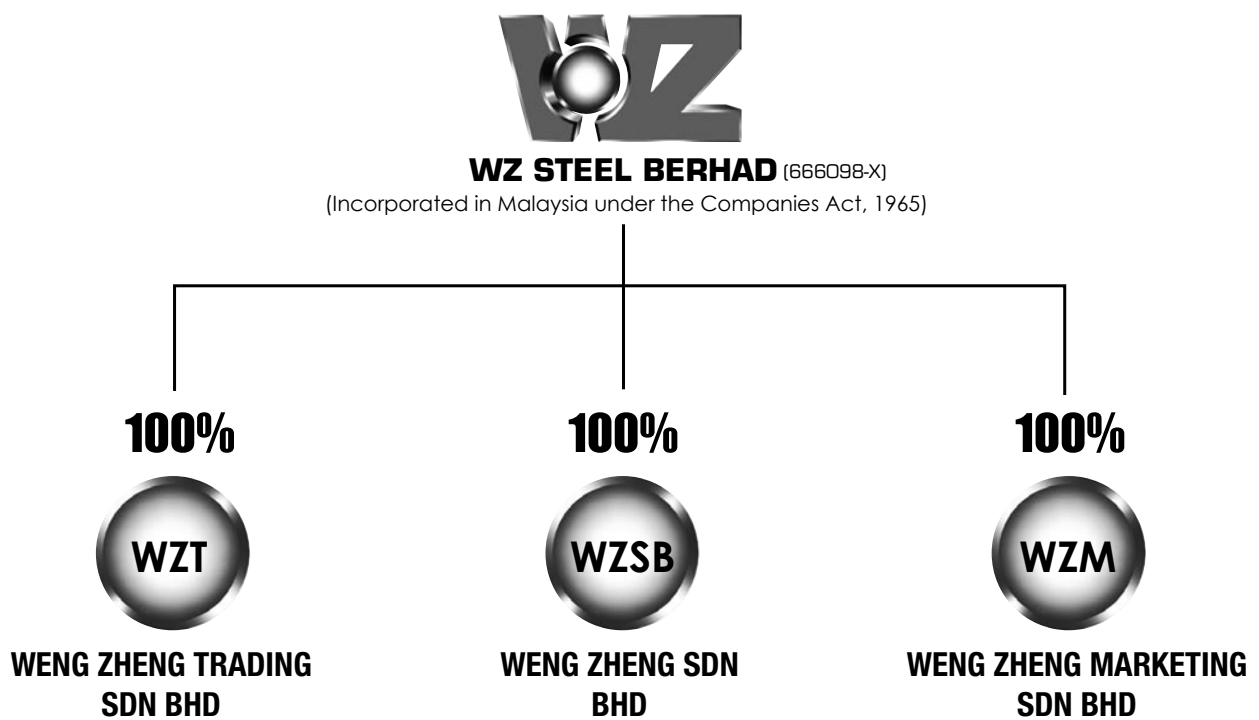 WZ
WZ STEEL BERHAD (666098-X)
(Incorporated in Malaysia under the Companies Act, 1965)
100%
100%
100%
WZT
WZSB
WZM
WENG ZHENG TRADING
SDN BHD
WENG ZHENG SDN
BHD
WENG ZHENG MARKETING
SDN BHD